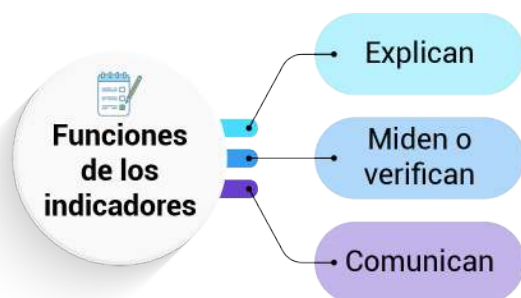 Funciones
de los
indicadores
Explican
Miden o
verifican
Comunican